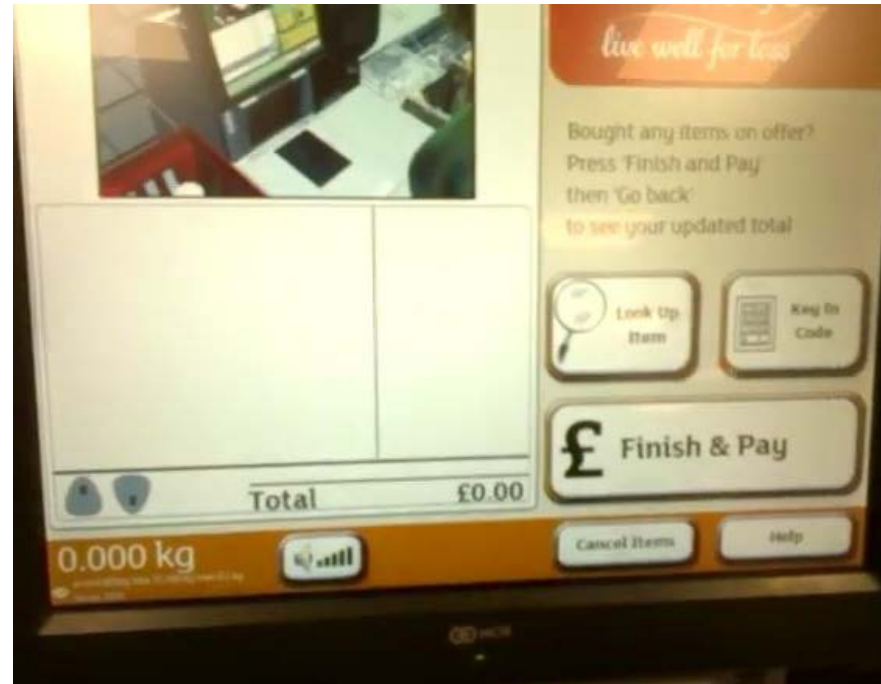 live well for less
Bought any items on offer?
Press 'Finish and Pay'
then 'Go back'
to see your updated total
Look Up
Item
Key In
Code
£ Finish & Pay
Total £0.00
0.000 kg
Cancel Items
Help
NCR